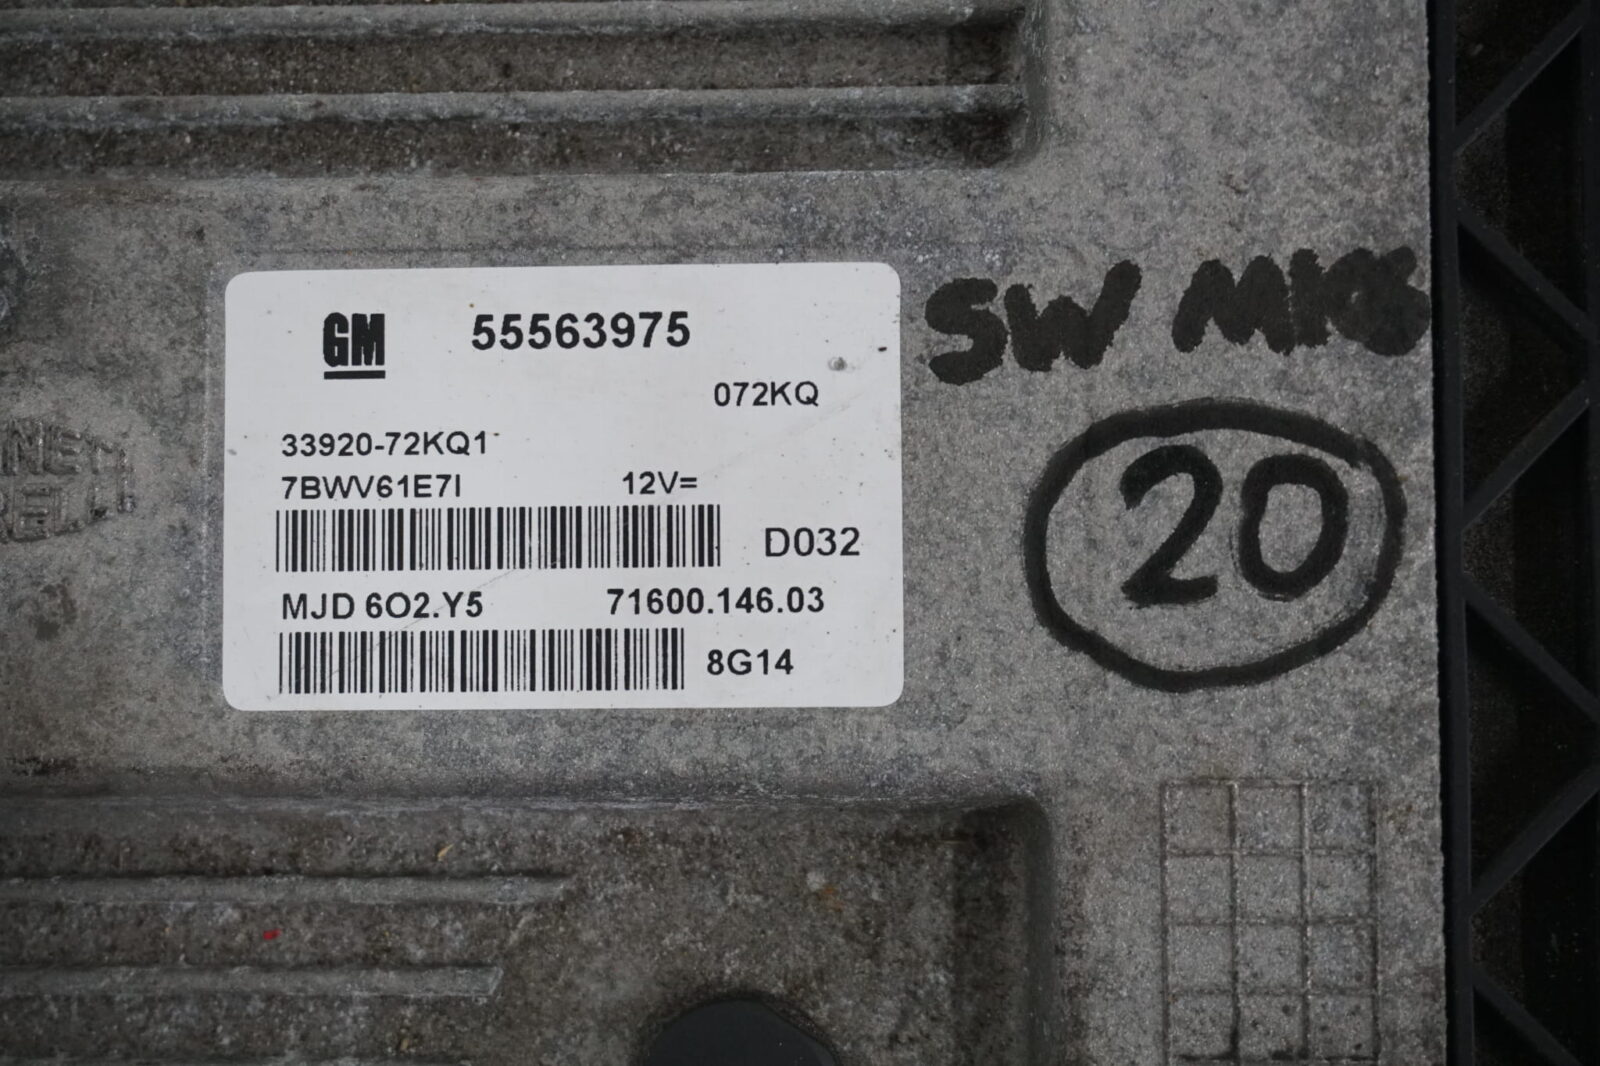 GM 55563975
072KQ
33920-72KQ1
7BWV61E7I 12V=
D032
MJD 6O2.Y5 71600.146.03
8G14
SW
20